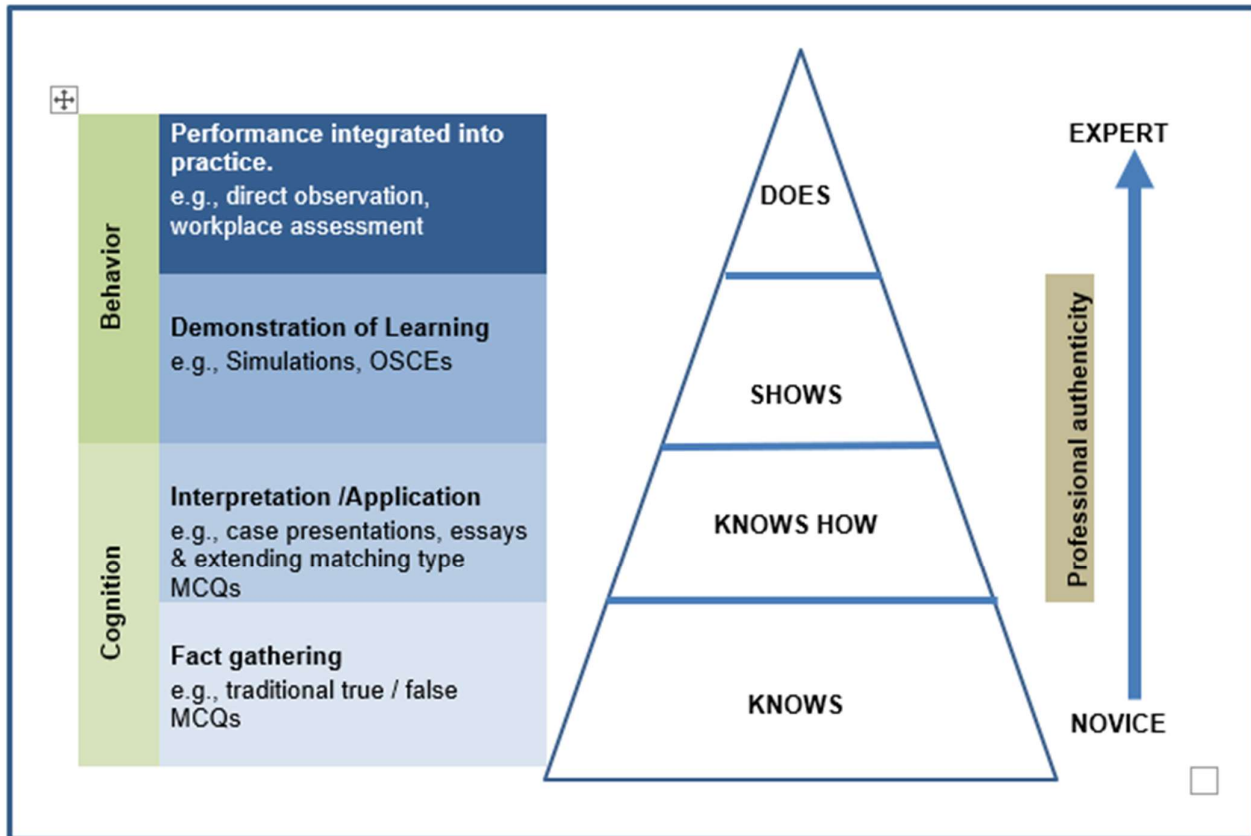 Behavior
Performance integrated into
practice.
e.g., direct observation,
workplace assessment
Demonstration of Learning
e.g., Simulations, OSCEs
Cognition
Interpretation /Application
e.g., case presentations, essays
& extending matching type
MCQs
Fact gathering
e.g., traditional true / false
MCQs
DOES
SHOWS
KNOWS HOW
KNOWS
EXPERT
Professional authenticity
NOVICE